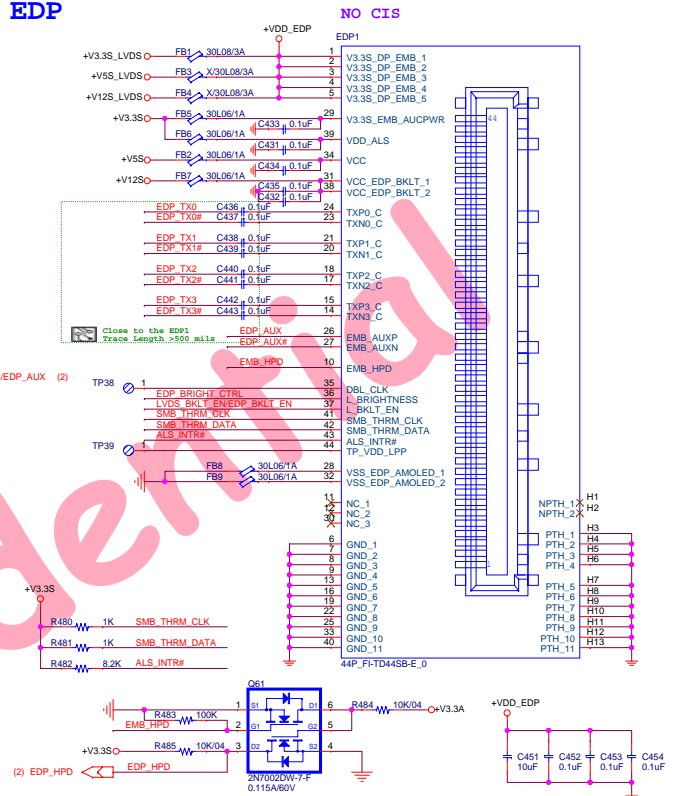 EDP
NO CIS
+VDD_EDP
EDP1
+V3.3S_LVDS FB1 30L08/3A
+V5S_LVDS FB3 X/30L08/3A
+V12S_LVDS FB4 X/30L08/3A
+V3.3S FB5 30L06/1A
C433 0.1uF
FB6 30L06/1A
C431 0.1uF
+V5S FB2 30L06/1A
C434 0.1uF
+V12S FB7 30L06/1A
C435 0.1uF
C432 0.1uF
1 V3.3S_DP_EMB_1
2 V3.3S_DP_EMB_2
3 V3.3S_DP_EMB_3
4 V3.3S_DP_EMB_4
5 V3.3S_DP_EMB_5
29 V3.3S_EMB_AUCPWR
39 VDD_ALS
34 VCC
31 VCC_EDP_BKLT_1
38 VCC_EDP_BKLT_2
44
1
EDP_TX0 C436 0.1uF 24 TXP0_C
EDP_TX0# C437 0.1uF 23 TXN0_C
EDP_TX1 C438 0.1uF 21 TXP1_C
EDP_TX1# C439 0.1uF 20 TXN1_C
EDP_TX2 C440 0.1uF 18 TXP2_C
EDP_TX2# C441 0.1uF 17 TXN2_C
EDP_TX3 C442 0.1uF 15 TXP3_C
EDP_TX3# C443 0.1uF 14 TXN3_C
Close to the EDP1
Trace Length >500 mils
EDP_AUX 26 EMB_AUXP
EDP_AUX# 27 EMB_AUXN
EMB_HPD 10 EMB_HPD
/EDP_AUX (2)
TP38 1 35 DBL_CLK
EDP_BRIGHT_CTRL 36 L_BRIGHTNESS
LVDS_BKLT_EN/EDP_BKLT_EN 37 L_BKLT_EN
SMB_THRM_CLK 41 SMB_THRM_CLK
SMB_THRM_DATA 42 SMB_THRM_DATA
ALS_INTR# 43 ALS_INTR#
TP39 1 44 TP_VDD_LPP
FB8 30L06/1A 28 VSS_EDP_AMOLED_1
FB9 30L06/1A 32 VSS_EDP_AMOLED_2
11 NC_1
12 NC_2
30 NC_3
6 GND_1
7 GND_2
8 GND_3
9 GND_4
13 GND_5
16 GND_6
19 GND_7
22 GND_8
25 GND_9
33 GND_10
40 GND_11
NPTH_1 H1
NPTH_2 H2
PTH_1 H3
PTH_2 H4
PTH_3 H5
PTH_4 H6
PTH_5 H7
PTH_6 H8
PTH_7 H9
PTH_8 H10
PTH_9 H11
PTH_10 H12
PTH_11 H13
44P_FI-TD44SB-E_0
+V3.3S
R480 1K SMB_THRM_CLK
R481 1K SMB_THRM_DATA
R482 8.2K ALS_INTR#
Q61
R483 100K
EMB_HPD
+V3.3S R485 10K/04
(2) EDP_HPD EDP_HPD
1 S1 D1 6
2 G1 G2 5
3 D2 S2 4
2N7002DW-7-F
0.115A/60V
R484 10K/04 +V3.3A
+VDD_EDP
C451 10uF
C452 0.1uF
C453 0.1uF
C454 0.1uF
dential